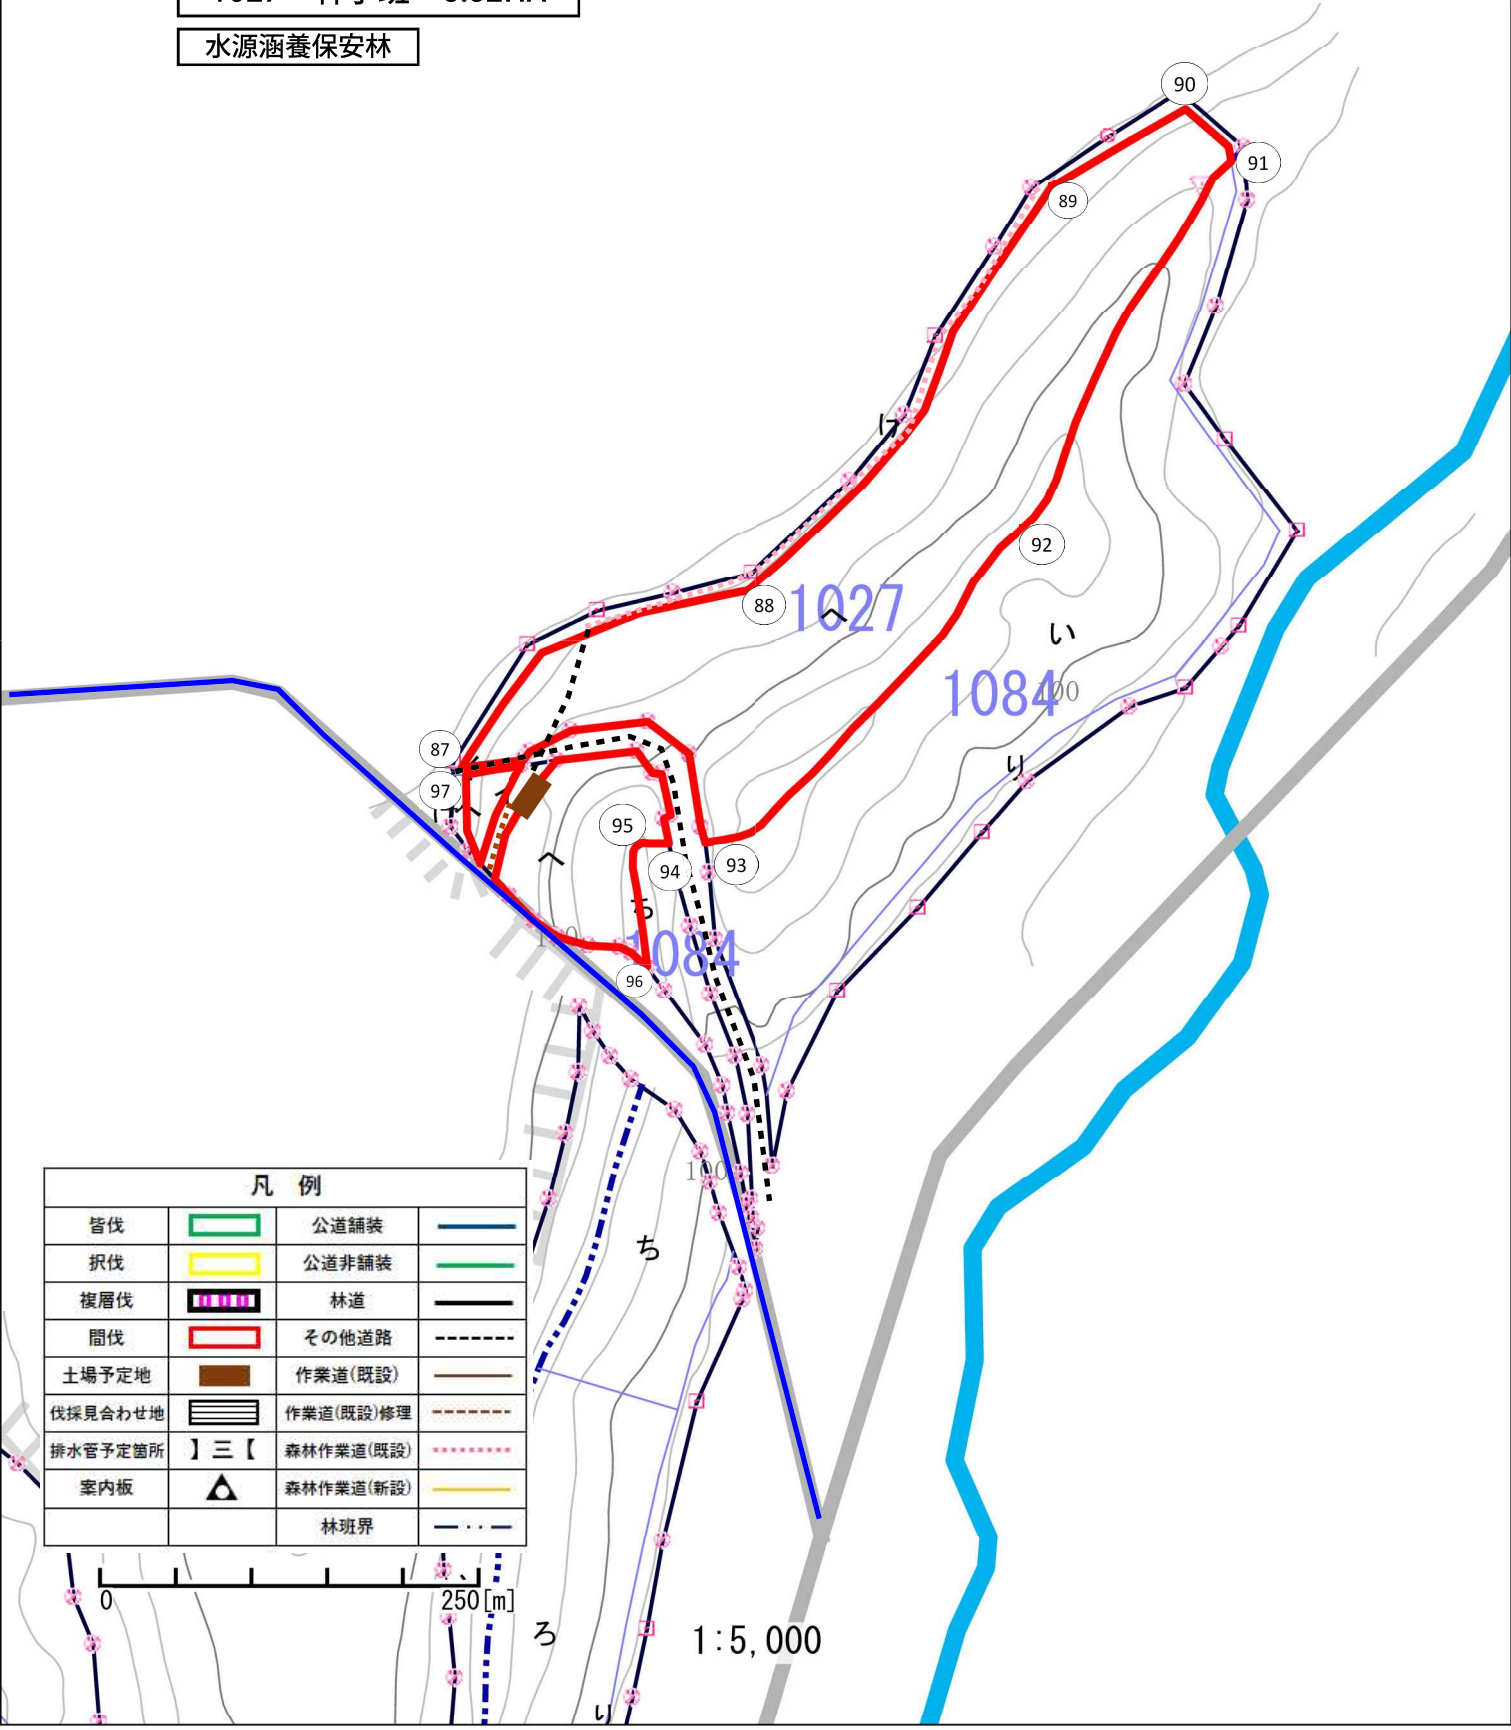 水源涵養保安林
90
91
89
け
92
88
1027
へ
い
1084
100
87
り
97
へ
95
へ
94
93
ち
1084
96
100
ち
凡 例
皆伐 公道舗装
択伐 公道非舗装
複層伐 林道
間伐 その他道路
土場予定地 作業道(既設)
伐採見合わせ地 作業道(既設)修理
排水管予定箇所 】三【 森林作業道(既設)
案内板 森林作業道(新設)
林班界
0 250[m]
ろ
1:5,000
り